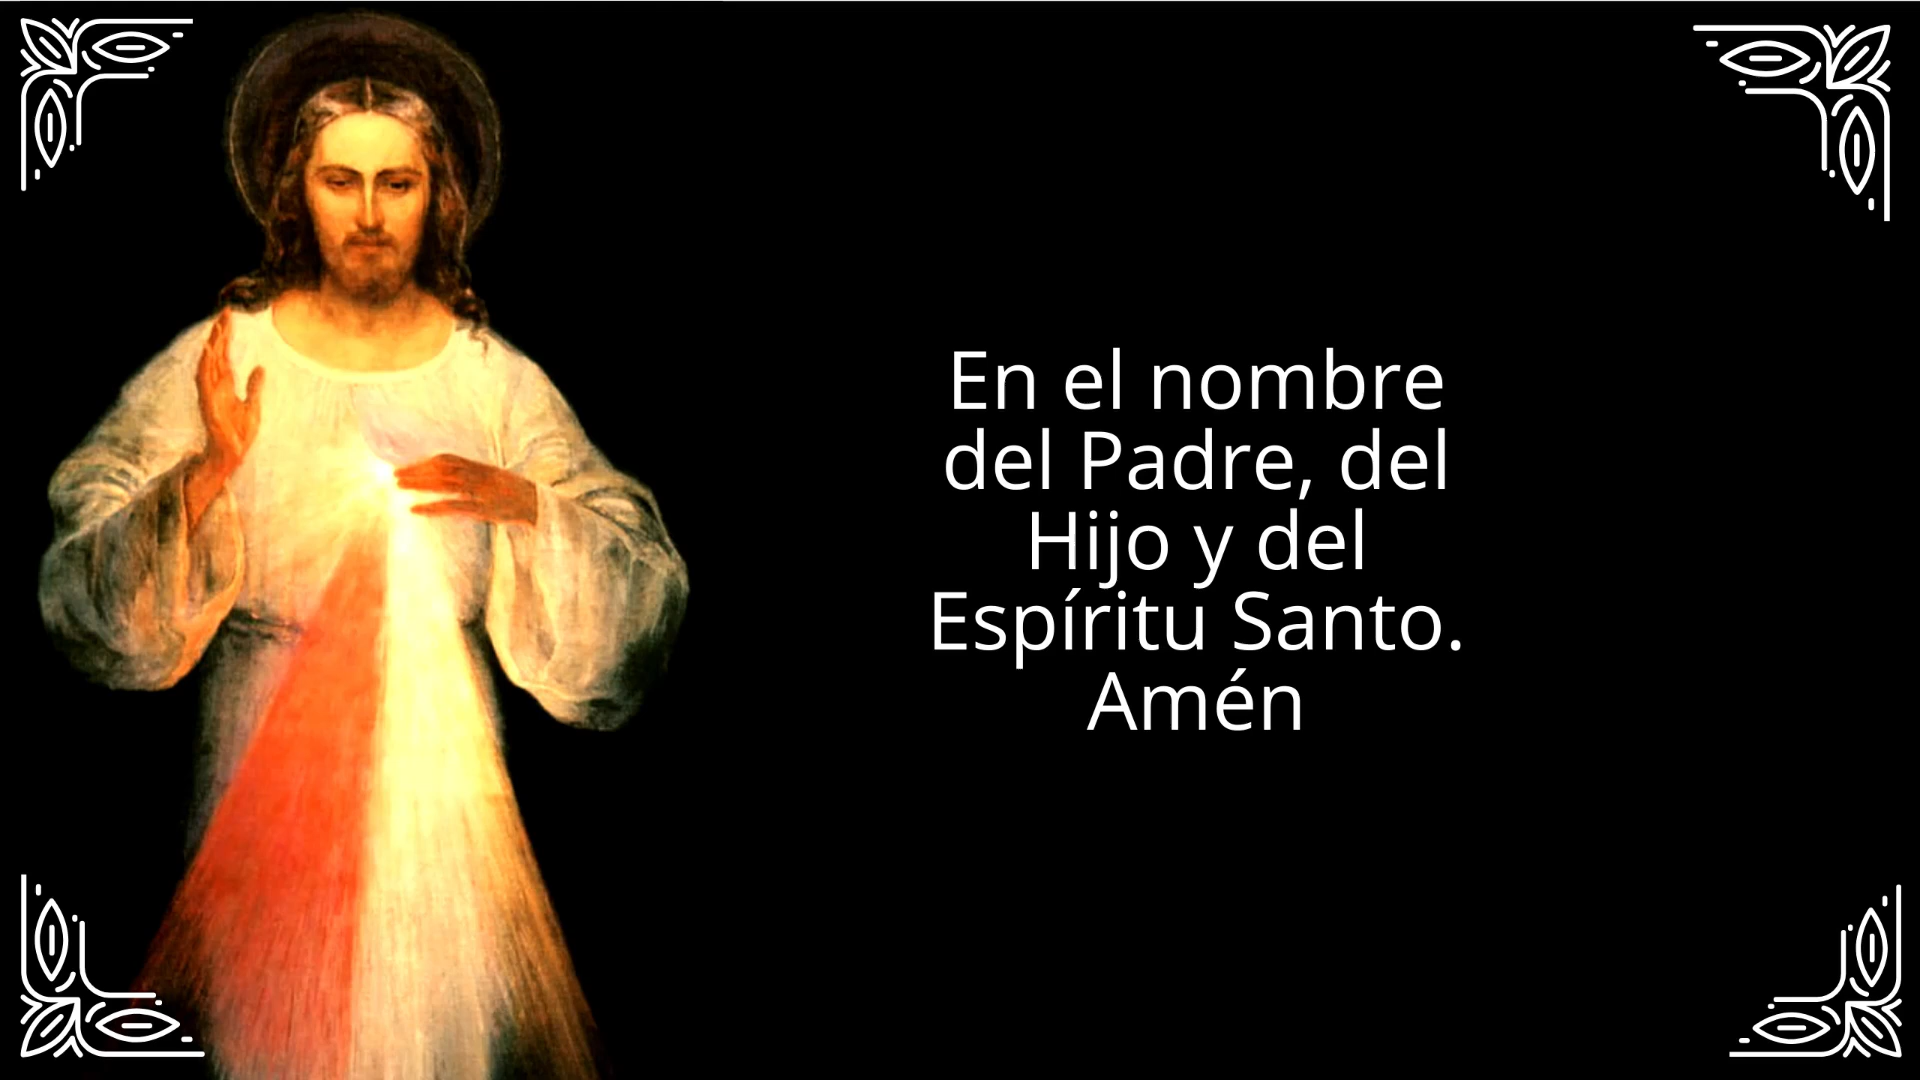 En el nombre
del Padre, del
Hijo y del
Espíritu Santo.
Amén